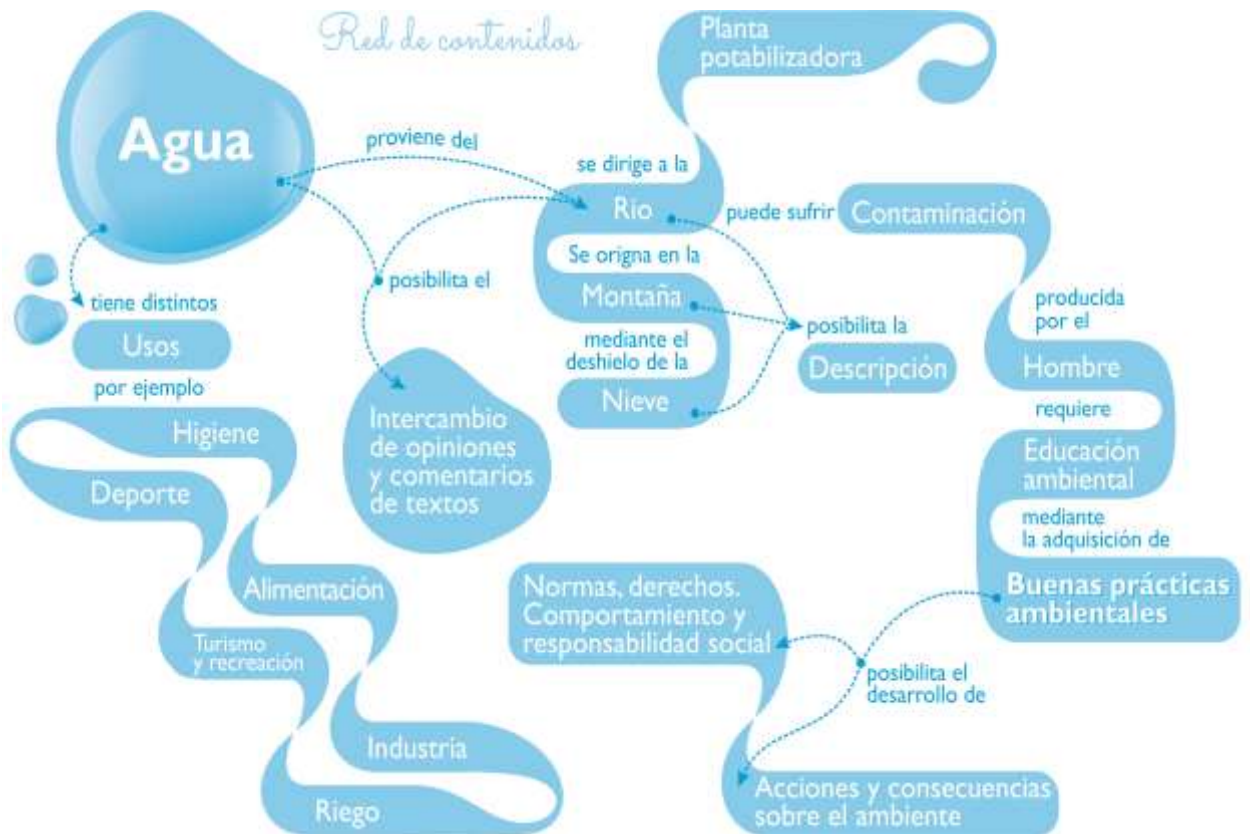 Red de contenidos
Agua
proviene del
posibilita el
Intercambio
de opiniones
y comentarios
de textos
tiene distintos
Usos
por ejemplo
Higiene
Deporte
Alimentación
Turismo
y recreación
Industria
Riego
Planta
potabilizadora
se dirige a la
Río
Se origna en la
Montaña
mediante el
deshielo de la
Nieve
posibilita la
Descripción
puede sufrir
Contaminación
producida
por el
Hombre
requiere
Educación
ambiental
mediante
la adquisición de
Buenas prácticas
ambientales
posibilita el
desarrollo de
Normas, derechos.
Comportamiento y
responsabilidad social
Acciones y consecuencias
sobre el ambiente